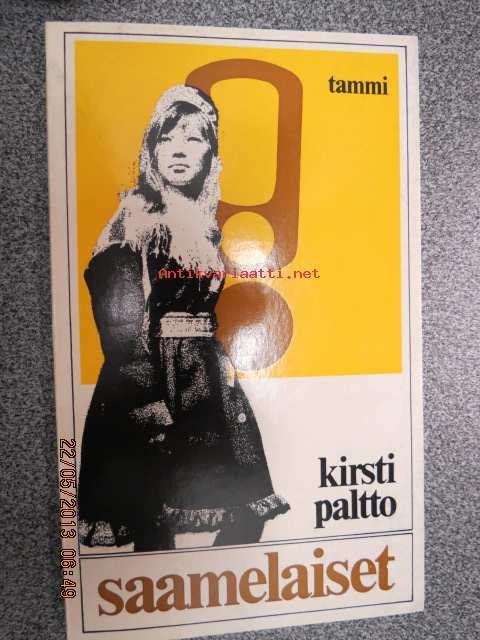 tammi
Antikvariaatti.net
kirsti
paltto
saamelaiset
22/05/2013 06:49